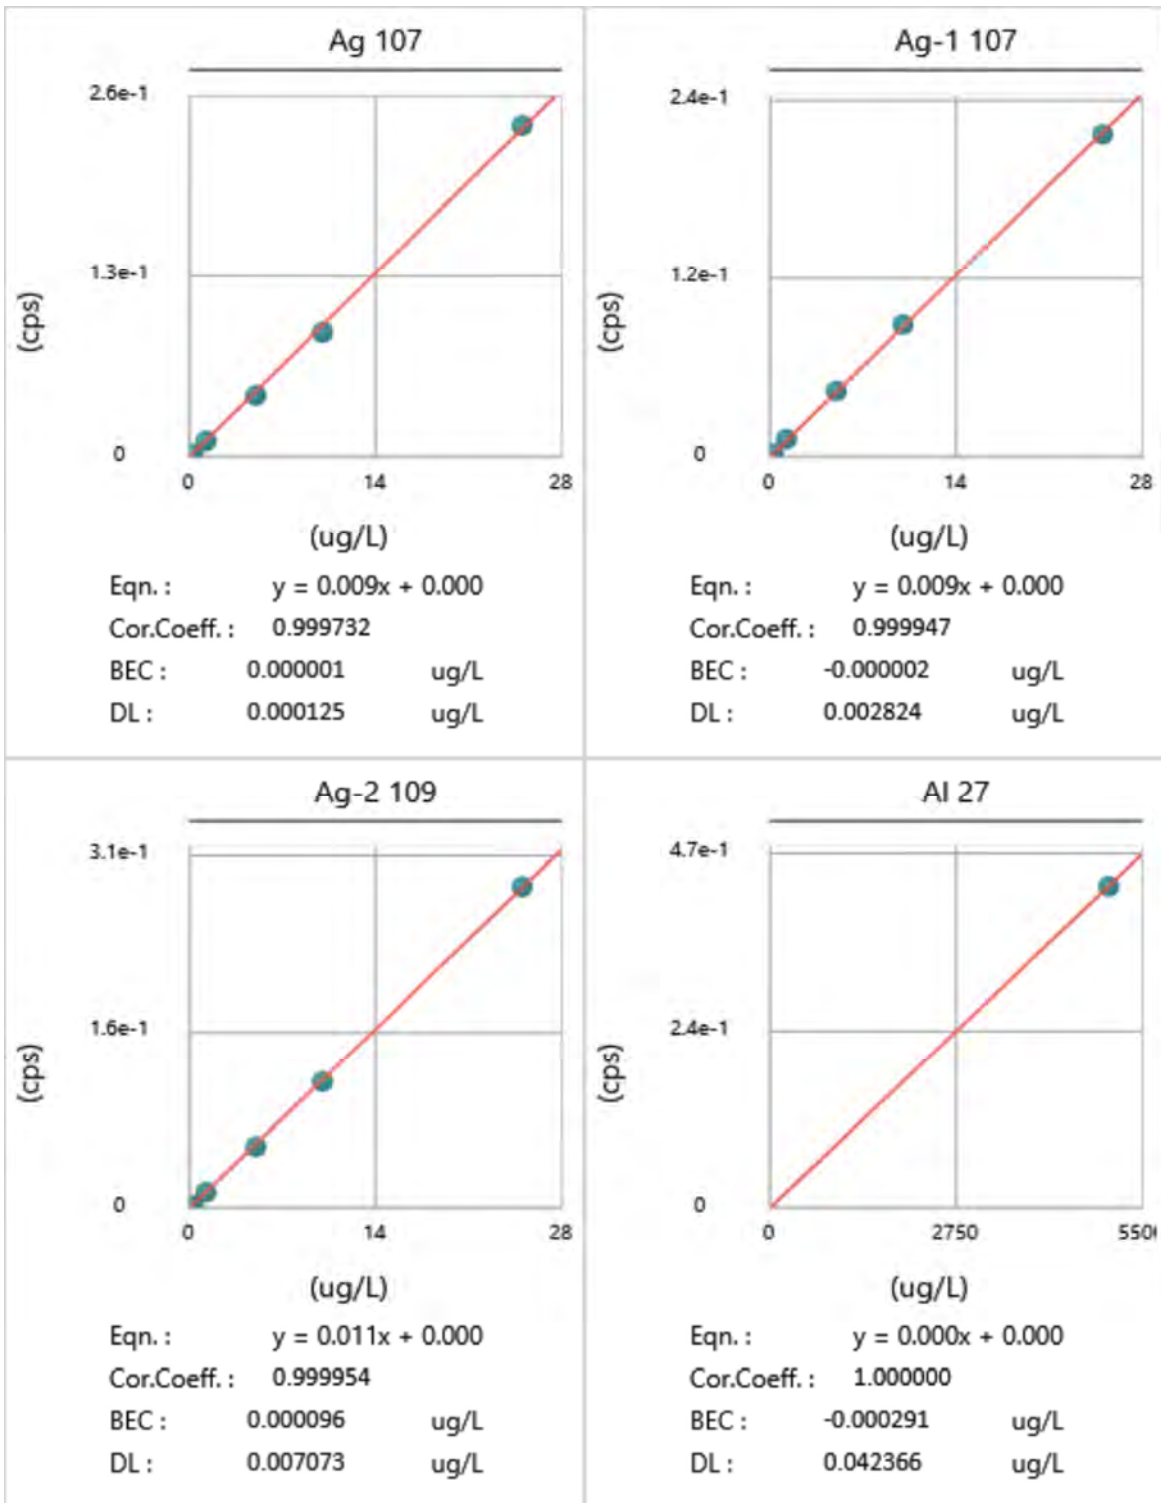 Ag 107
2.6e-1
1.3e-1
0
(cps)
0 14 28
(ug/L)
Eqn. : y = 0.009x + 0.000
Cor.Coeff. : 0.999732
BEC : 0.000001 ug/L
DL : 0.000125 ug/L
Ag-1 107
2.4e-1
1.2e-1
0
(cps)
0 14 28
(ug/L)
Eqn. : y = 0.009x + 0.000
Cor.Coeff. : 0.999947
BEC : -0.000002 ug/L
DL : 0.002824 ug/L
Ag-2 109
3.1e-1
1.6e-1
0
(cps)
0 14 28
(ug/L)
Eqn. : y = 0.011x + 0.000
Cor.Coeff. : 0.999954
BEC : 0.000096 ug/L
DL : 0.007073 ug/L
Al 27
4.7e-1
2.4e-1
0
(cps)
0 2750
(ug/L)
Eqn. : y = 0.000x + 0.000
Cor.Coeff. : 1.000000
BEC : -0.000291 ug/L
DL : 0.042366 ug/L